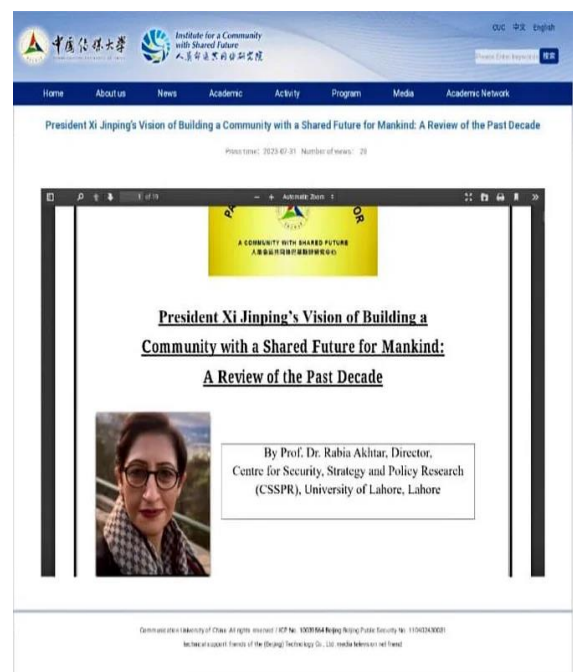 CUC 中文 English
中国传媒大学
Institute for a Community
with Shared Future
人类命运共同体研究院
搜索
Home About us News Academic Activity Program Media Academic Network
President Xi Jinping's Vision of Building a Community with a Shared Future for Mankind: A Review of the Past Decade
of 19 Automatic Zoom
A COMMUNITY WITH SHARED FUTURE
President Xi Jinping's Vision of Building a
Community with a Shared Future for Mankind:
A Review of the Past Decade
By Prof. Dr. Rabia Akhtar, Director,
Centre for Security, Strategy and Policy Research
(CSSPR), University of Lahore, Lahore